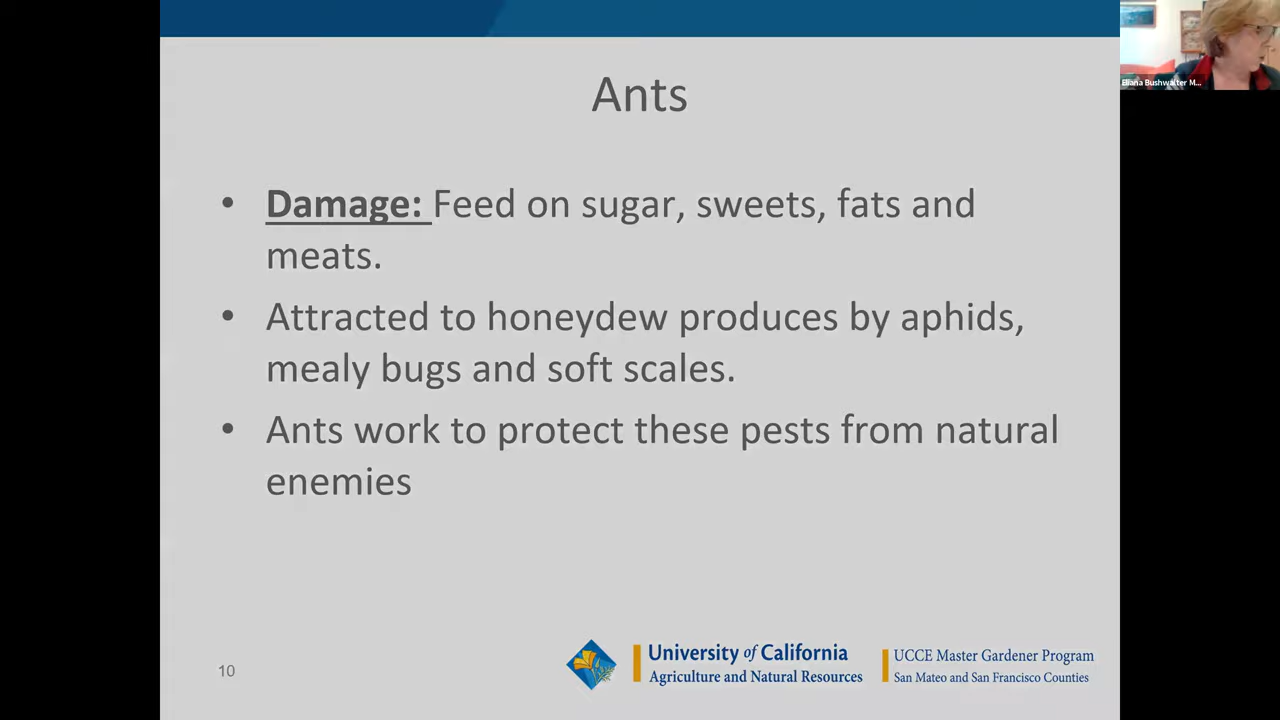 Eliana Bushwalter M...
Ants
• Damage: Feed on sugar, sweets, fats and
meats.
• Attracted to honeydew produces by aphids,
mealy bugs and soft scales.
• Ants work to protect these pests from natural
enemies
10
University of California
Agriculture and Natural Resources
UCCE Master Gardener Program
San Mateo and San Francisco Counties